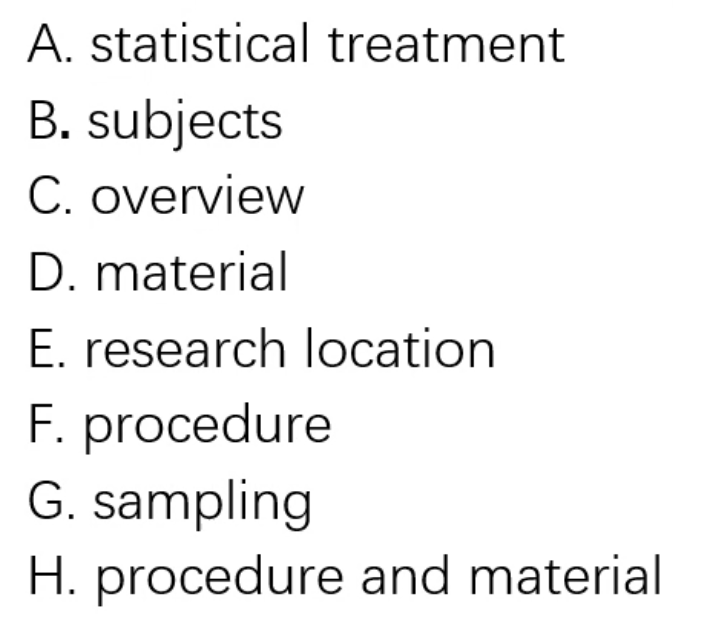 A. statistical treatment
B. subjects
C. overview
D. material
E. research location
F. procedure
G. sampling
H. procedure and material